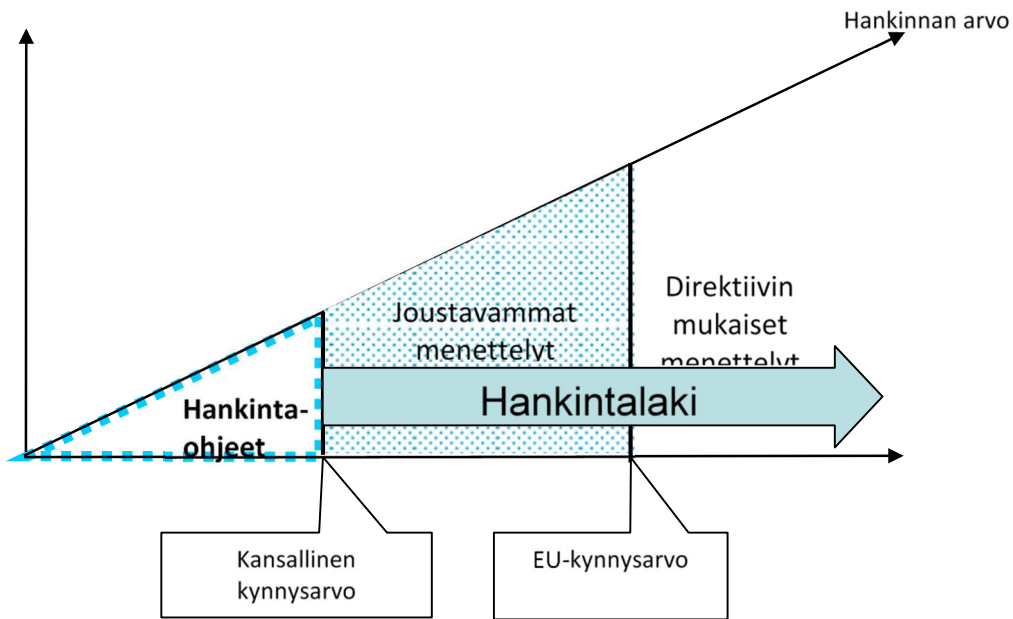 Hankinnan arvo
Direktiivin
mukaiset
menettelyt
Joustavammat
menettelyt
Hankintalaki
Hankinta-
ohjeet
Kansallinen
kynnysarvo
EU-kynnysarvo